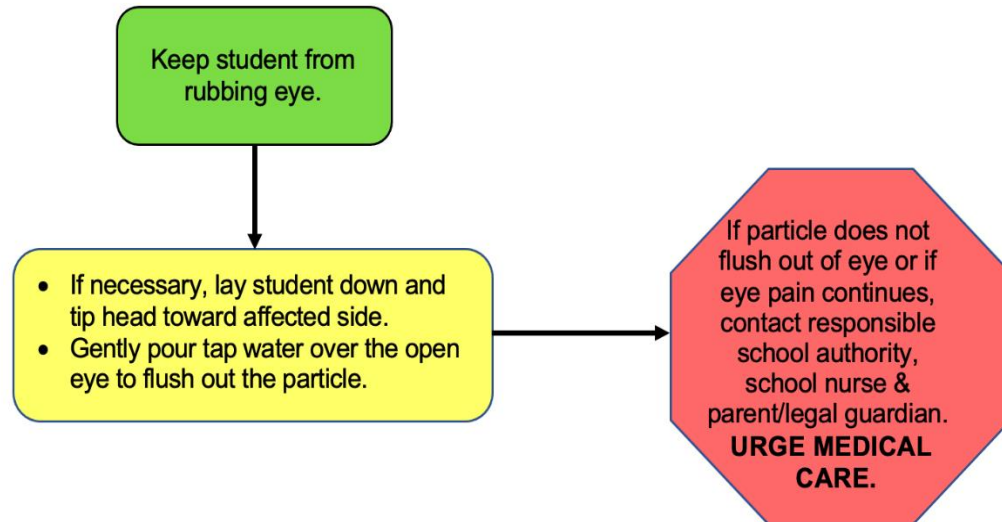 Keep student from
rubbing eye.
• If necessary, lay student down and
tip head toward affected side.
• Gently pour tap water over the open
eye to flush out the particle.
If particle does not
flush out of eye or if
eye pain continues,
contact responsible
school authority,
school nurse &
parent/legal guardian.
URGE MEDICAL
CARE.